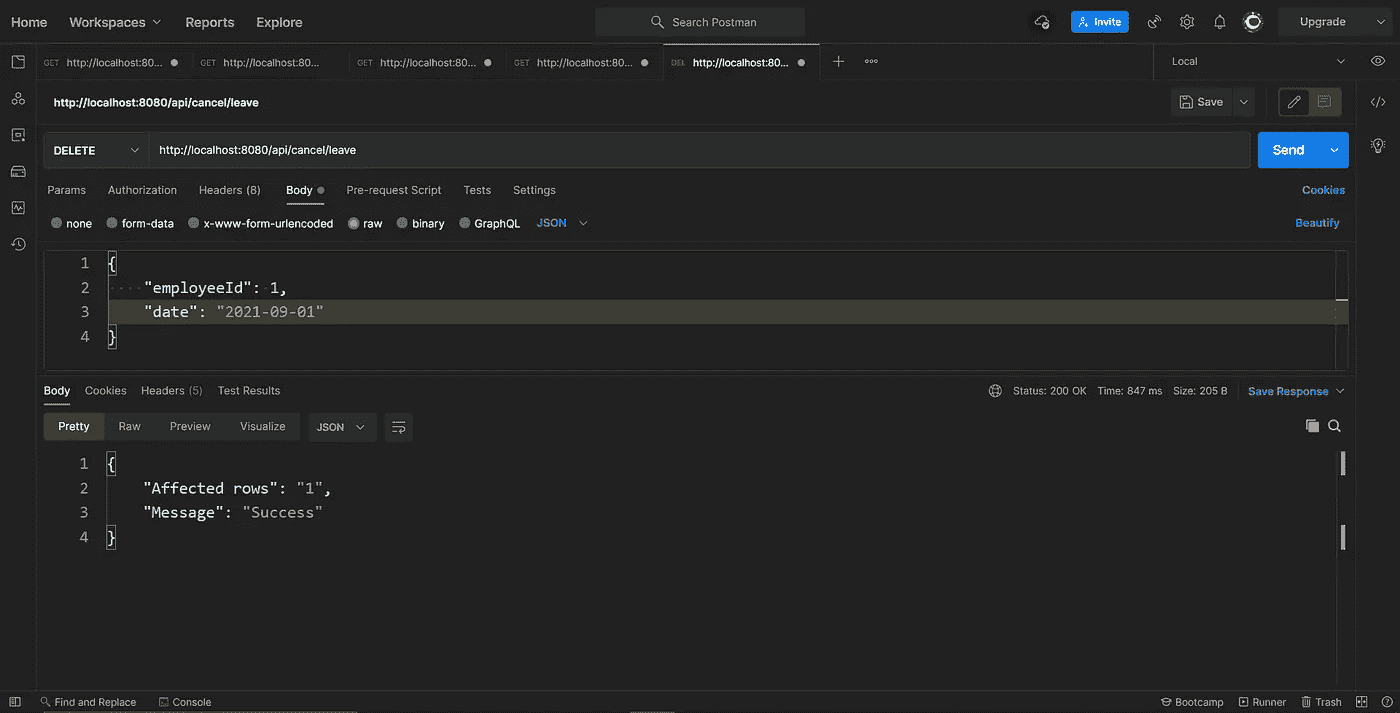 Home Workspaces Reports Explore Search Postman Invite Upgrade
GET http://localhost:80... GET http://localhost:80... GET http://localhost:80... GET http://localhost:80... DEL http://localhost:80... Local
http://localhost:8080/api/cancel/leave Save
DELETE http://localhost:8080/api/cancel/leave Send
Params Authorization Headers (8) Body Pre-request Script Tests Settings Cookies
none form-data x-www-form-urlencoded raw binary GraphQL JSON Beautify
1 {
2 "employeeId": 1,
3 "date": "2021-09-01"
4 }
Body Cookies Headers (5) Test Results Status: 200 OK Time: 847 ms Size: 205 B Save Response
Pretty Raw Preview Visualize JSON
1 {
2 "Affected rows": "1",
3 "Message": "Success"
4 }
Find and Replace Console Bootcamp Runner Trash